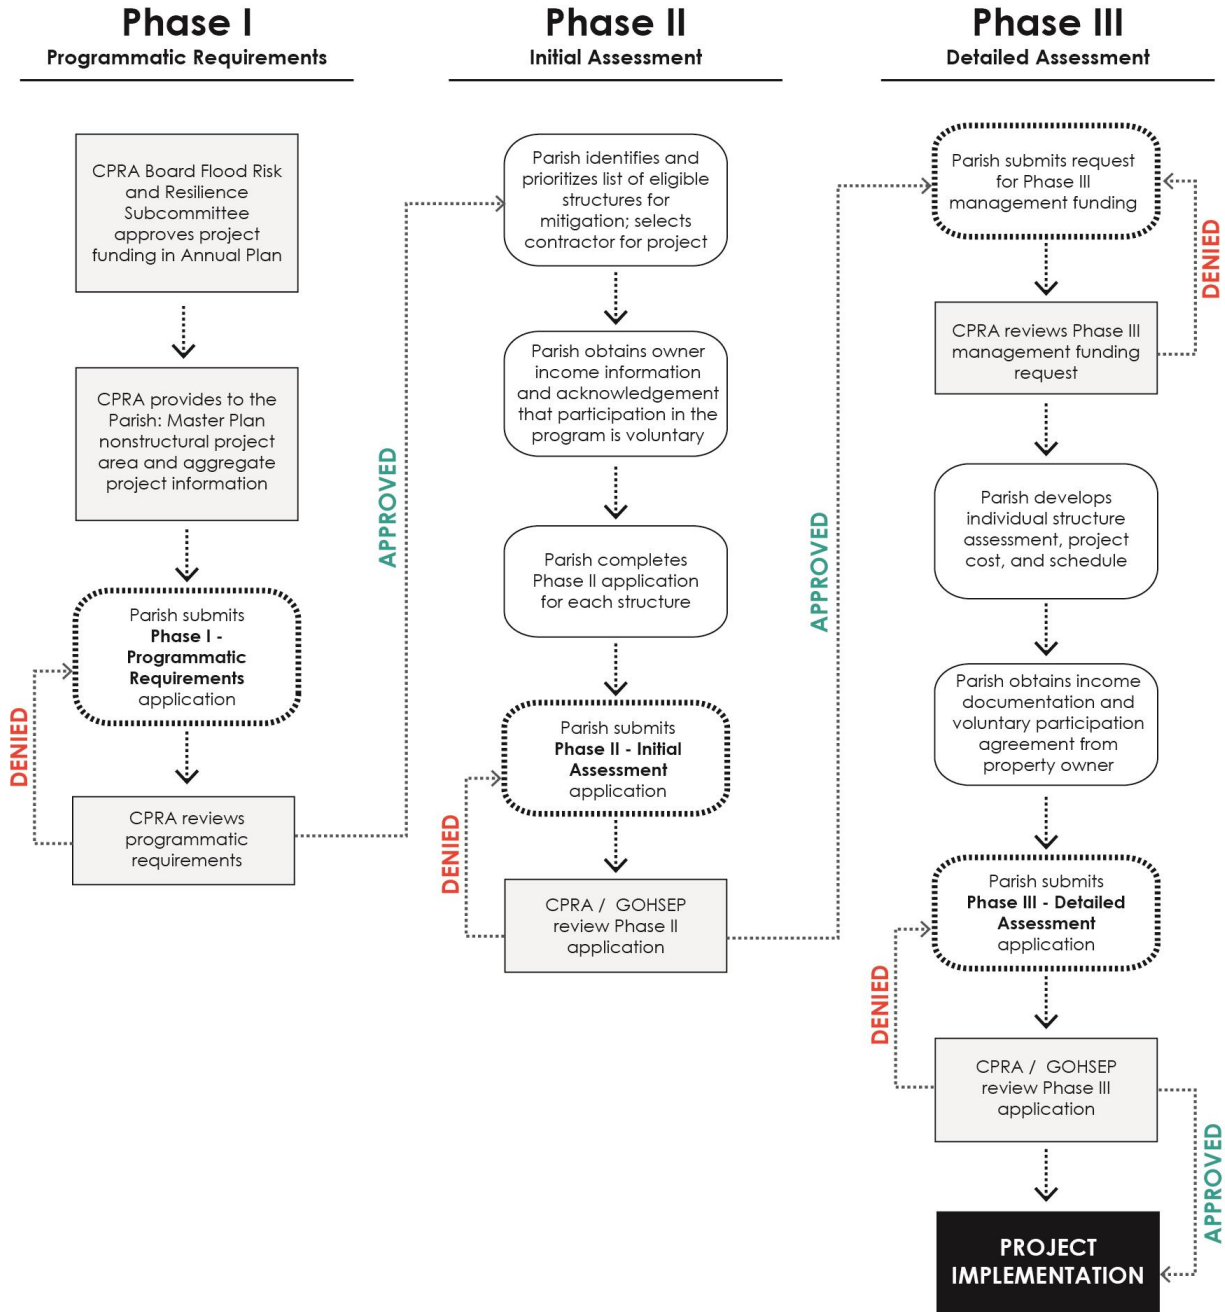 Phase I
Programmatic Requirements
CPRA Board Flood Risk
and Resilience
Subcommittee
approves project
funding in Annual Plan
CPRA provides to the
Parish: Master Plan
nonstructural project
area and aggregate
project information
Parish submits
Phase I -
Programmatic
Requirements
application
DENIED
CPRA reviews
programmatic
requirements
APPROVED
Phase II
Initial Assessment
Parish identifies and
prioritizes list of eligible
structures for
mitigation; selects
contractor for project
Parish obtains owner
income information
and acknowledgement
that participation in the
program is voluntary
Parish completes
Phase II application
for each structure
Parish submits
Phase II - Initial
Assessment
application
DENIED
CPRA / GOHSEP
review Phase II
application
APPROVED
Phase III
Detailed Assessment
Parish submits request
for Phase III
management funding
DENIED
CPRA reviews Phase III
management funding
request
Parish develops
individual structure
assessment, project
cost, and schedule
Parish obtains income
documentation and
voluntary participation
agreement from
property owner
Parish submits
Phase III - Detailed
Assessment
application
DENIED
CPRA / GOHSEP
review Phase III
application
APPROVED
PROJECT
IMPLEMENTATION